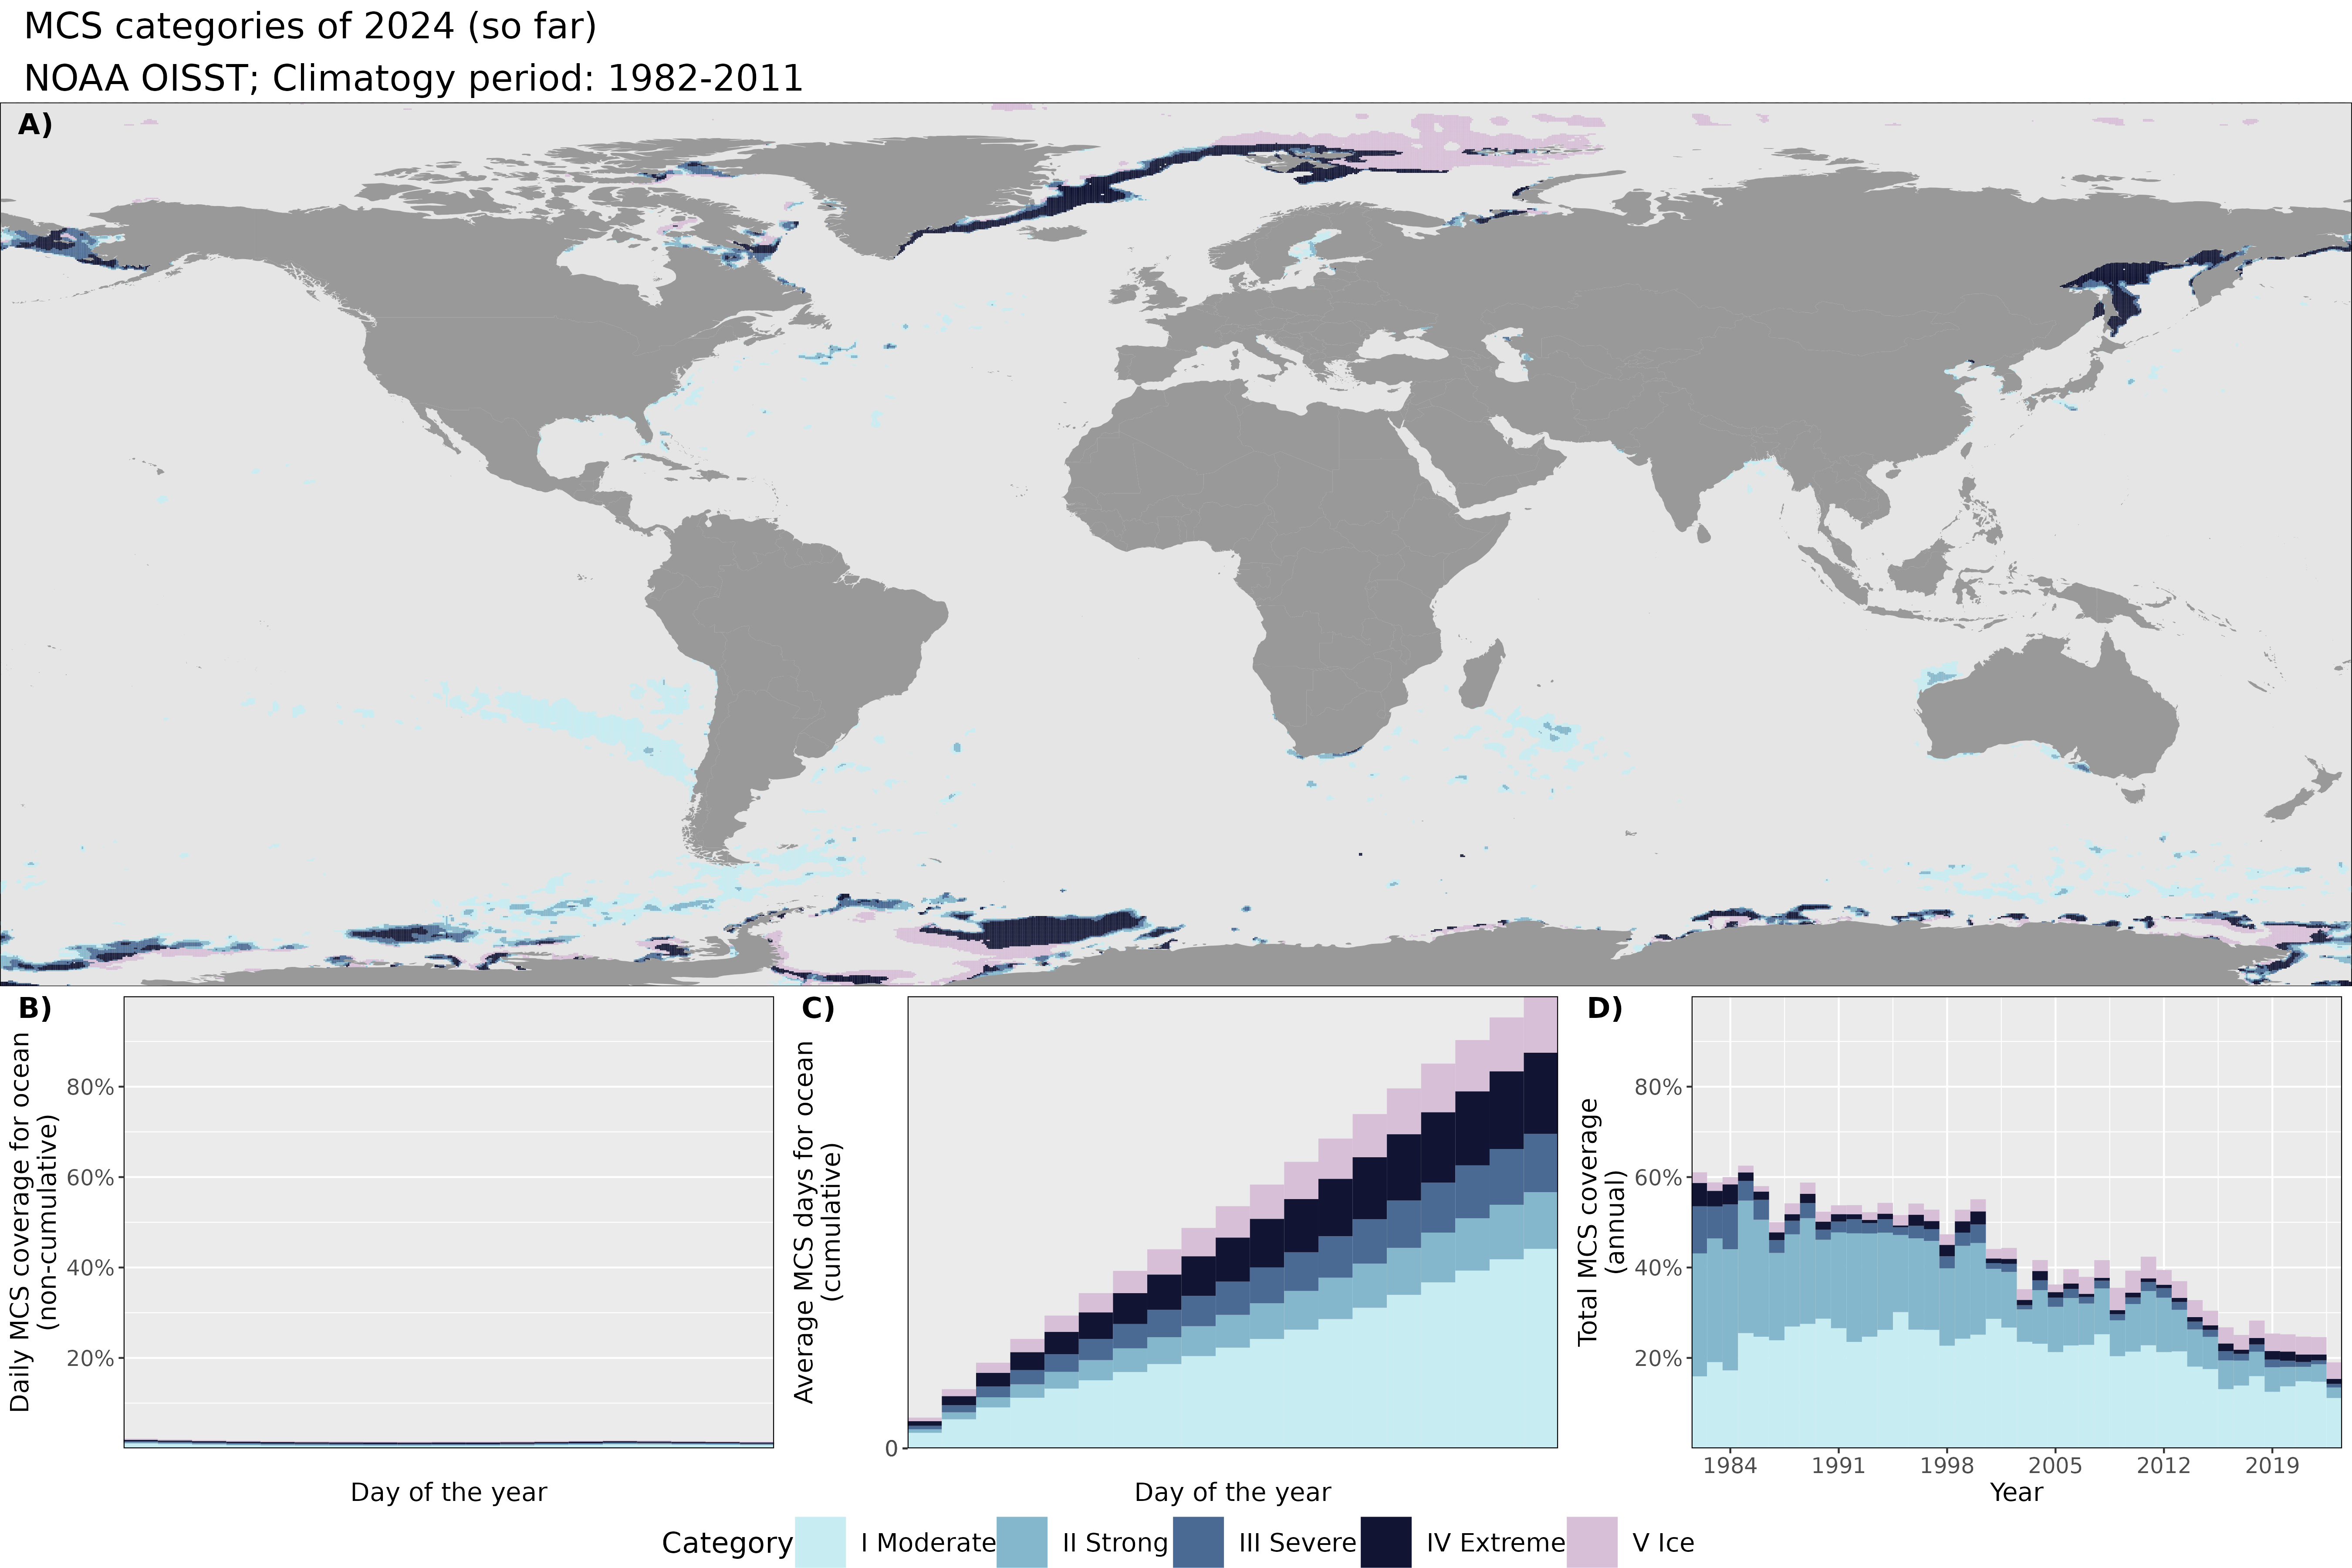 MCS categories of 2024 (so far)
NOAA OISST; Climatogy period: 1982-2011
A)
B)
Daily MCS coverage for ocean
(non-cumulative)
80%
60%
40%
20%
Day of the year
C)
Average MCS days for ocean
(cumulative)
0
Day of the year
D)
Total MCS coverage
(annual)
80%
60%
40%
20%
1984 1991 1998 2005 2012 2019
Year
Category I Moderate II Strong III Severe IV Extreme V Ice